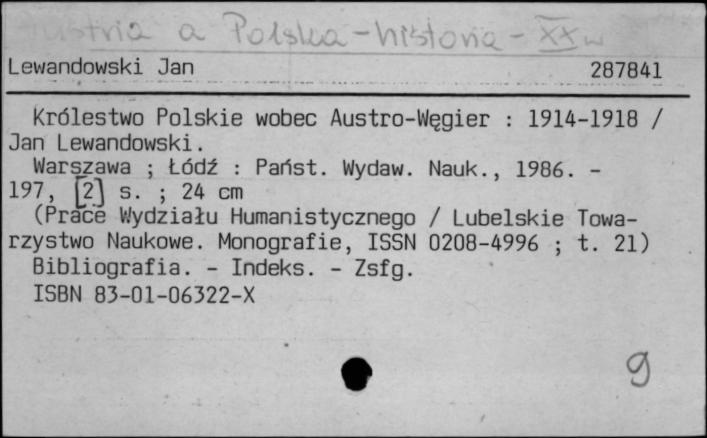 Austria a Polska - historia - XX w
Lewandowski Jan 287841
Królestwo Polskie wobec Austro-Węgier : 1914-1918 /
Jan Lewandowski.
Warszawa ; Łódź : Państ. Wydaw. Nauk., 1986. -
197, [2] s. ; 24 cm
(Prace Wydziału Humanistycznego / Lubelskie Towa-
rzystwo Naukowe. Monografie, ISSN 0208-4996 ; t. 21)
Bibliografia. - Indeks. - Zsfg.
ISBN 83-01-06322-X
9